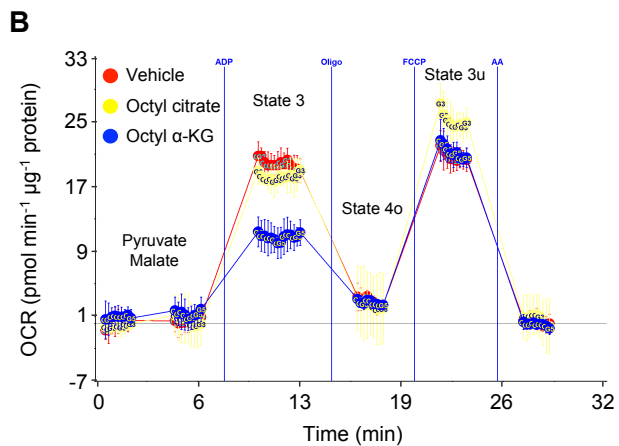 B
33
25
17
9
1
-7
OCR (pmol min⁻¹ µg⁻¹ protein)
ADP
Oligo
FCCP
AA
Vehicle
Octyl citrate
Octyl α-KG
State 3
State 3u
State 4o
Pyruvate
Malate
0
6
13
19
26
32
Time (min)